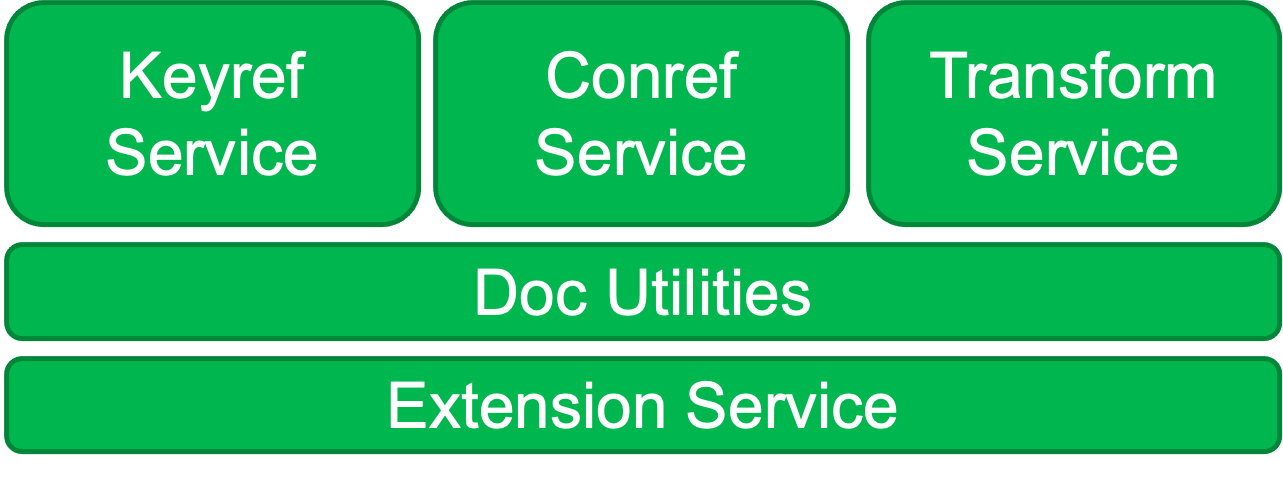 Keyref
Service
Conref
Service
Transform
Service
Doc Utilities
Extension Service